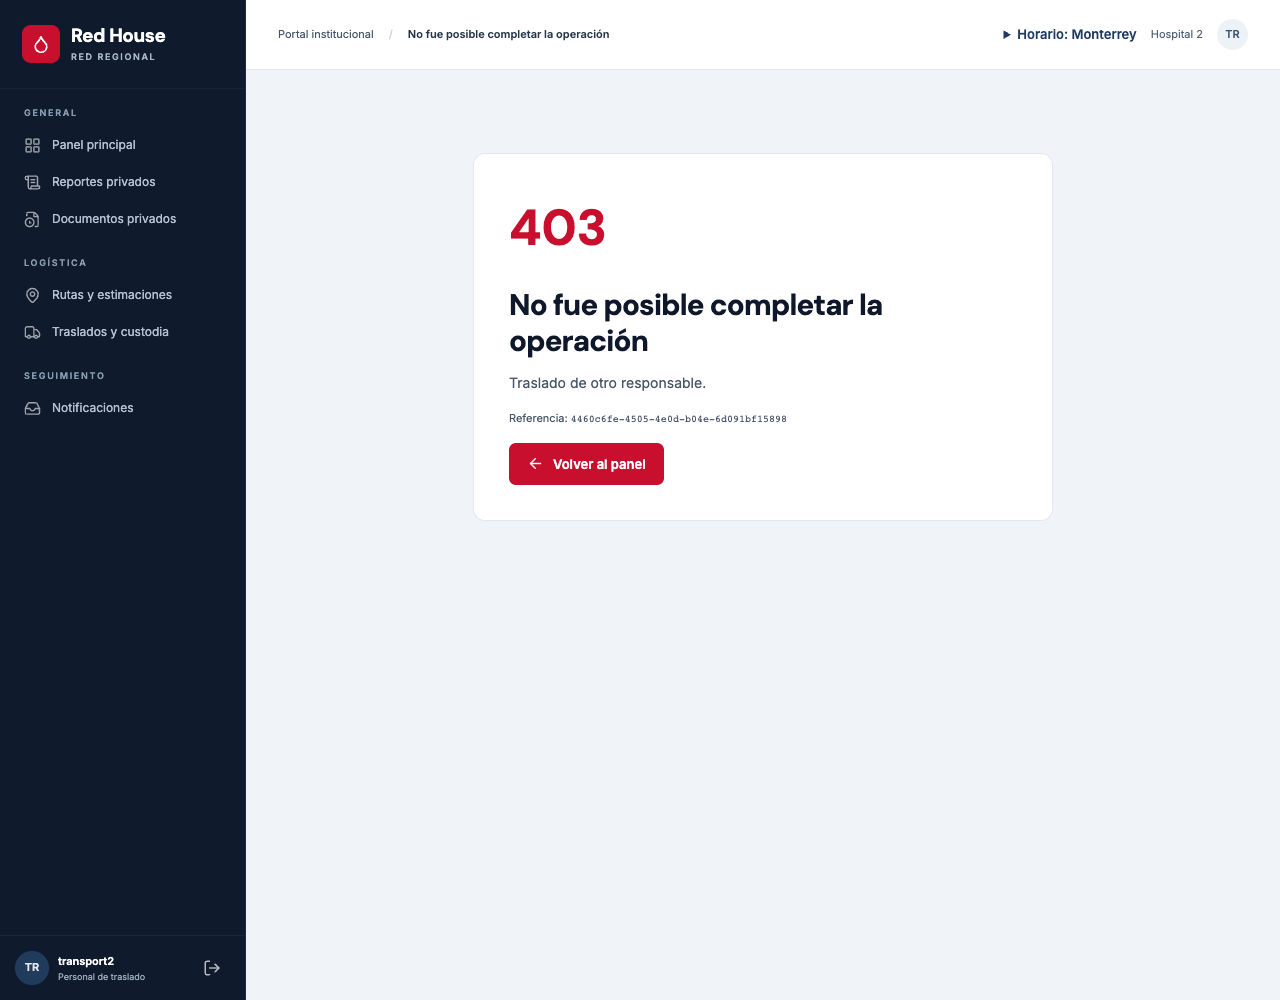 Red House
RED REGIONAL
GENERAL
Panel principal
Reportes privados
Documentos privados
LOGÍSTICA
Rutas y estimaciones
Traslados y custodia
SEGUIMIENTO
Notificaciones
TR
transport2
Personal de traslado
Portal institucional / No fue posible completar la operación
▶ Horario: Monterrey
Hospital 2
TR
403
No fue posible completar la
operación
Traslado de otro responsable.
Referencia: 4460c6fe-4505-4e0d-b04e-6d091bf15898
← Volver al panel